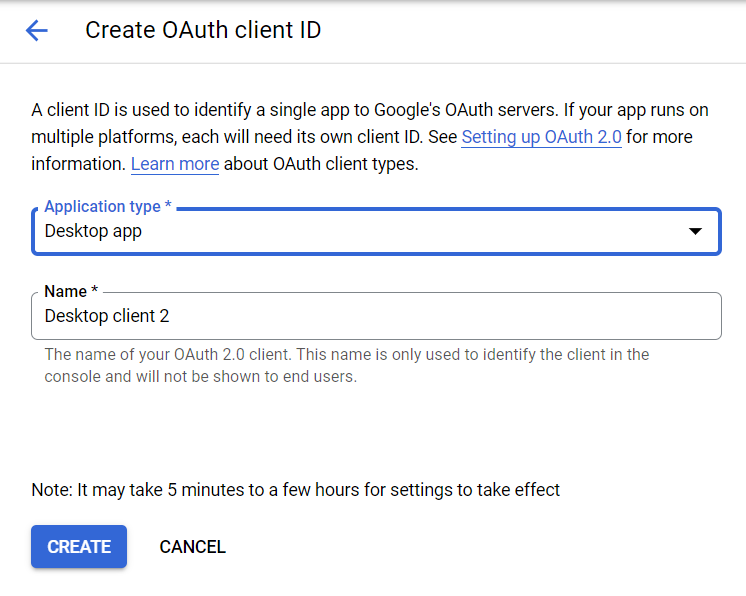 Create OAuth client ID
A client ID is used to identify a single app to Google's OAuth servers. If your app runs on
multiple platforms, each will need its own client ID. See Setting up OAuth 2.0 for more
information. Learn more about OAuth client types.
Application type *
Desktop app
Name *
Desktop client 2
The name of your OAuth 2.0 client. This name is only used to identify the client in the
console and will not be shown to end users.
Note: It may take 5 minutes to a few hours for settings to take effect
CREATE CANCEL